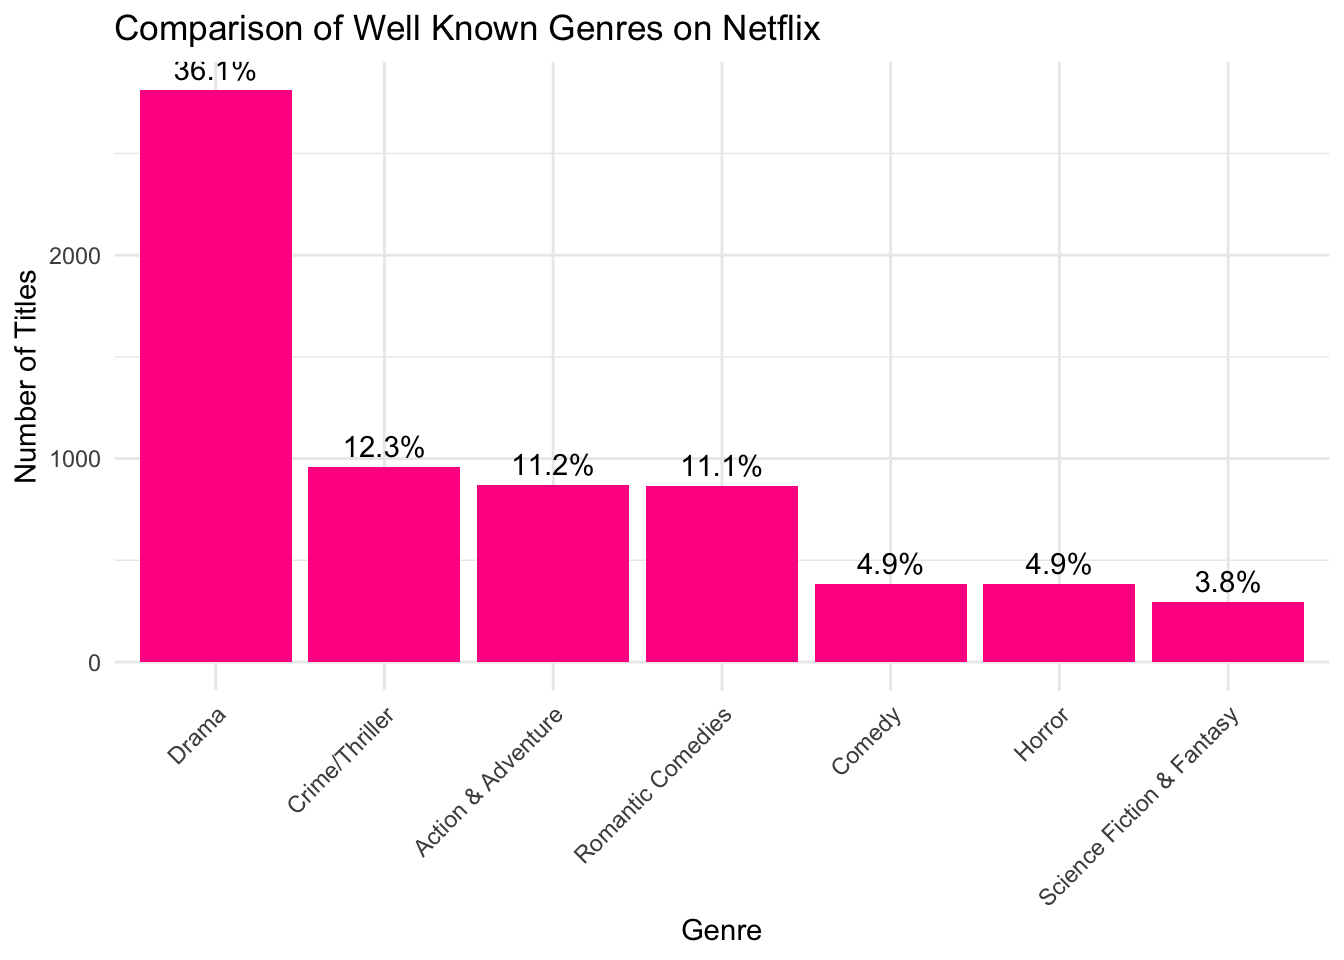 Comparison of Well Known Genres on Netflix
36.1%
12.3%
11.2%
11.1%
4.9%
4.9%
3.8%
2000
1000
0
Number of Titles
Drama
Crime/Thriller
Action & Adventure
Romantic Comedies
Comedy
Horror
Science Fiction & Fantasy
Genre